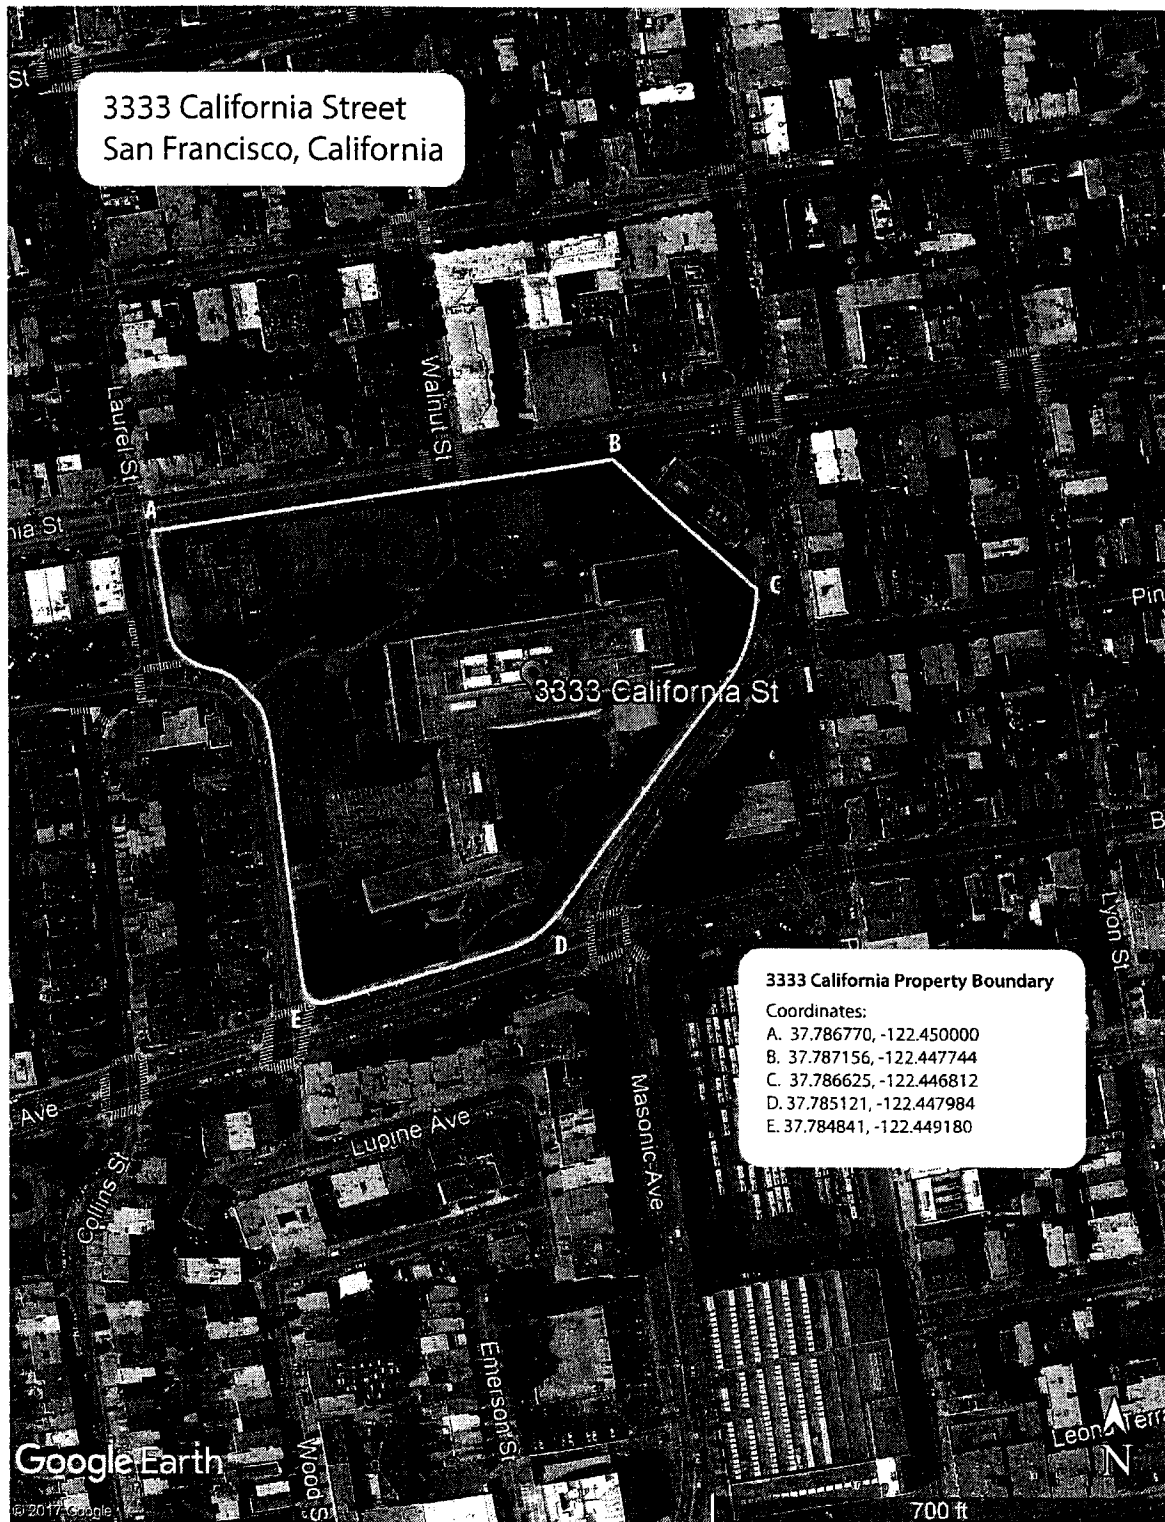 St
3333 California Street
San Francisco, California
Laurel St
Walnut St
B
A
nia St
C
Pin
3333 California St
B
D
Lyon St
E
3333 California Property Boundary
Coordinates:
A. 37.786770, -122.450000
B. 37.787156, -122.447744
C. 37.786625, -122.446812
D. 37.785121, -122.447984
E. 37.784841, -122.449180
Ave
Lupine Ave
Masonic Ave
Collins St
Emerson St
Wood S
Leona Terra
N
Google Earth
© 2017 Google
700 ft